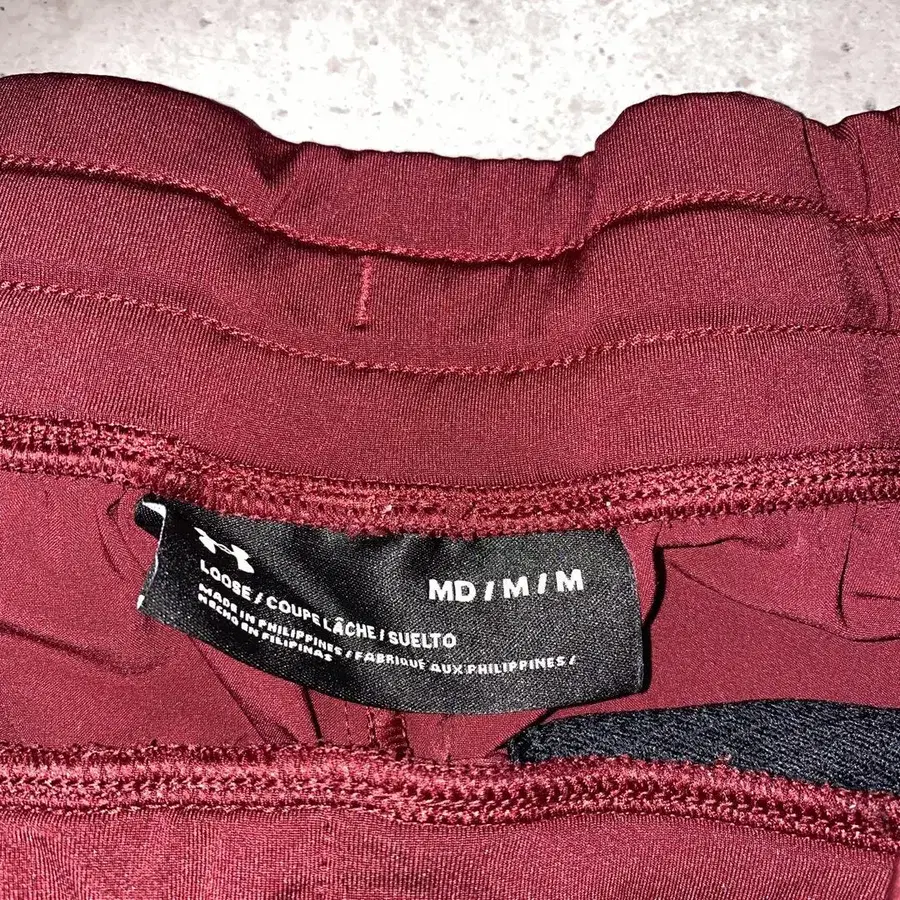 MD / M / M
LOOSE / COUPE LÂCHE / SUELTO
MADE IN PHILIPPINES / FABRIQUÉ AUX PHILIPPINES /
HECHO EN FILIPINAS